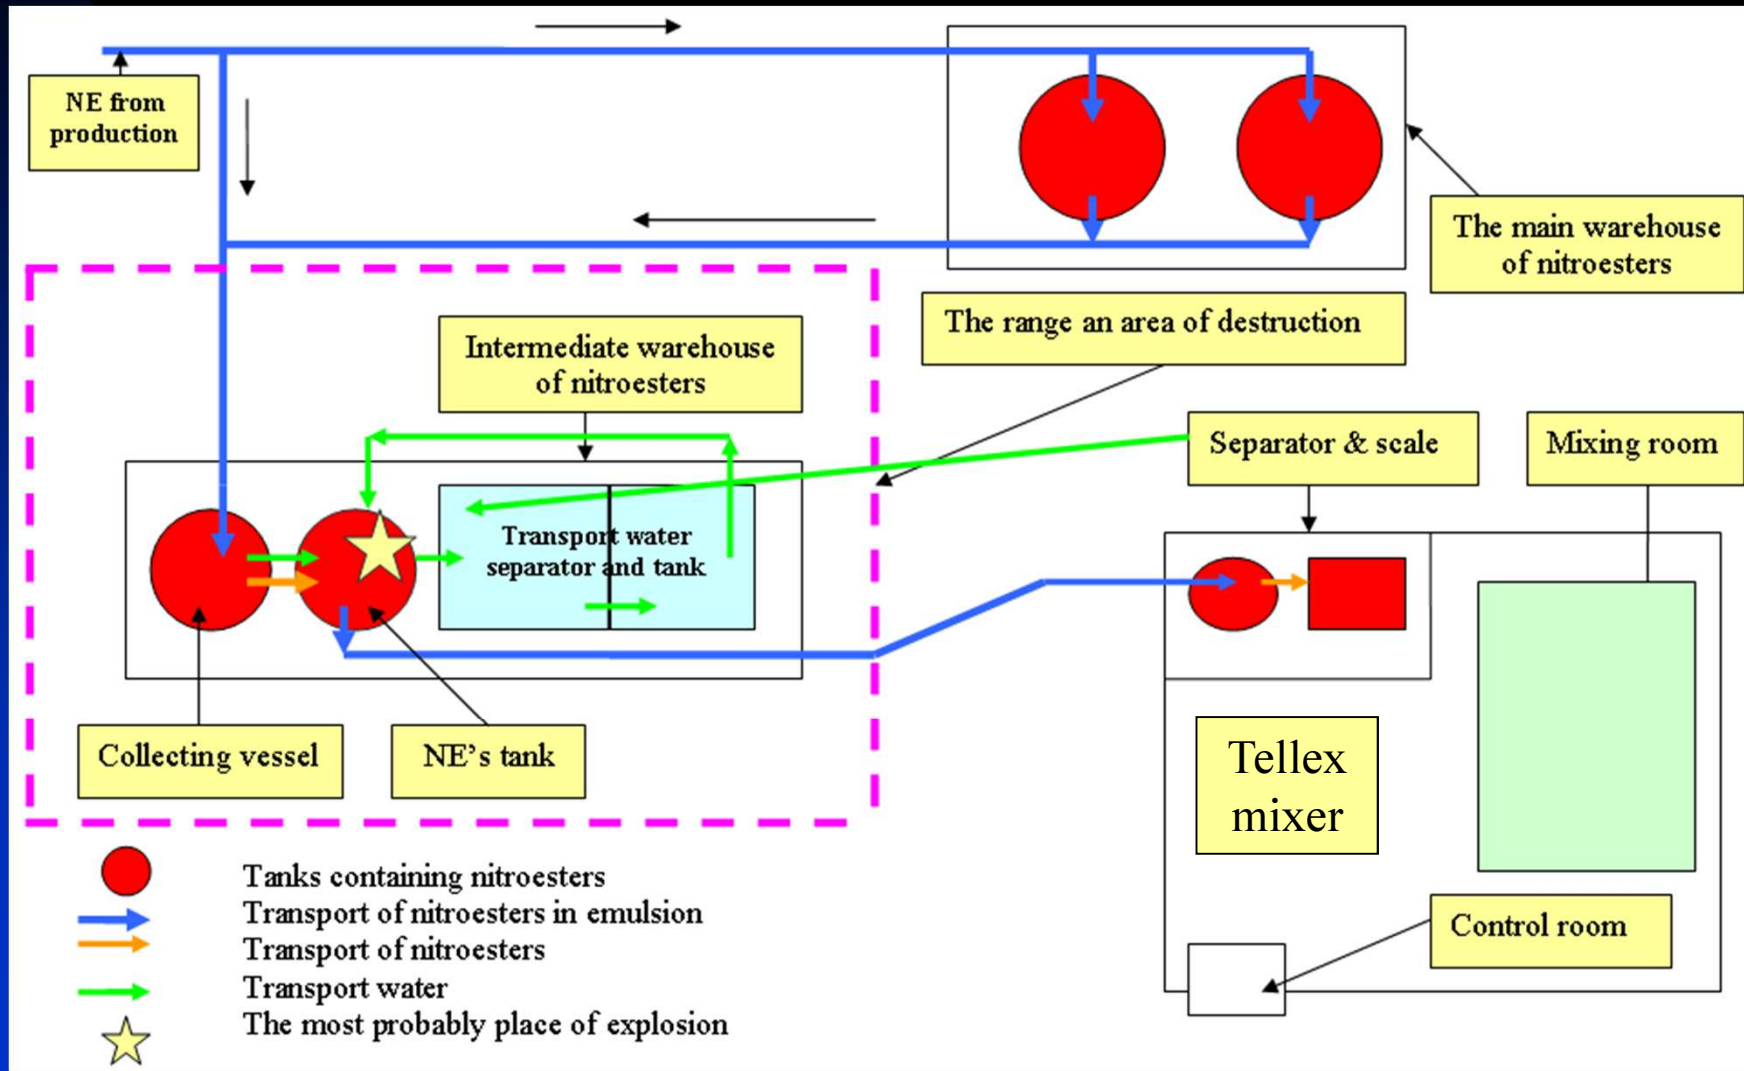 NE from
production
The main warehouse
of nitroesters
The range an area of destruction
Intermediate warehouse
of nitroesters
Separator & scale
Mixing room
Transport water
separator and tank
Collecting vessel
NE's tank
Tellex
mixer
Control room
Tanks containing nitroesters
Transport of nitroesters in emulsion
Transport of nitroesters
Transport water
The most probably place of explosion